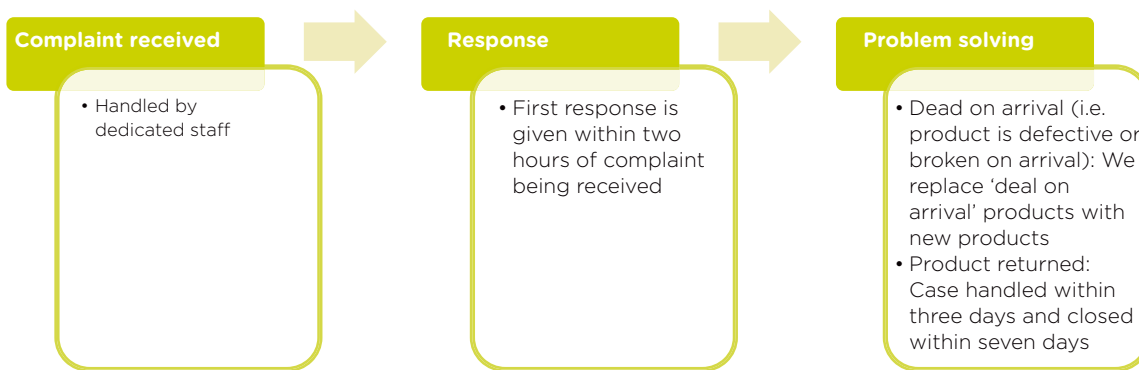 Complaint received
• Handled by
dedicated staff
Response
• First response is
given within two
hours of complaint
being received
Problem solving
• Dead on arrival (i.e.
product is defective or
broken on arrival): We
replace ‘deal on
arrival’ products with
new products
• Product returned:
Case handled within
three days and closed
within seven days